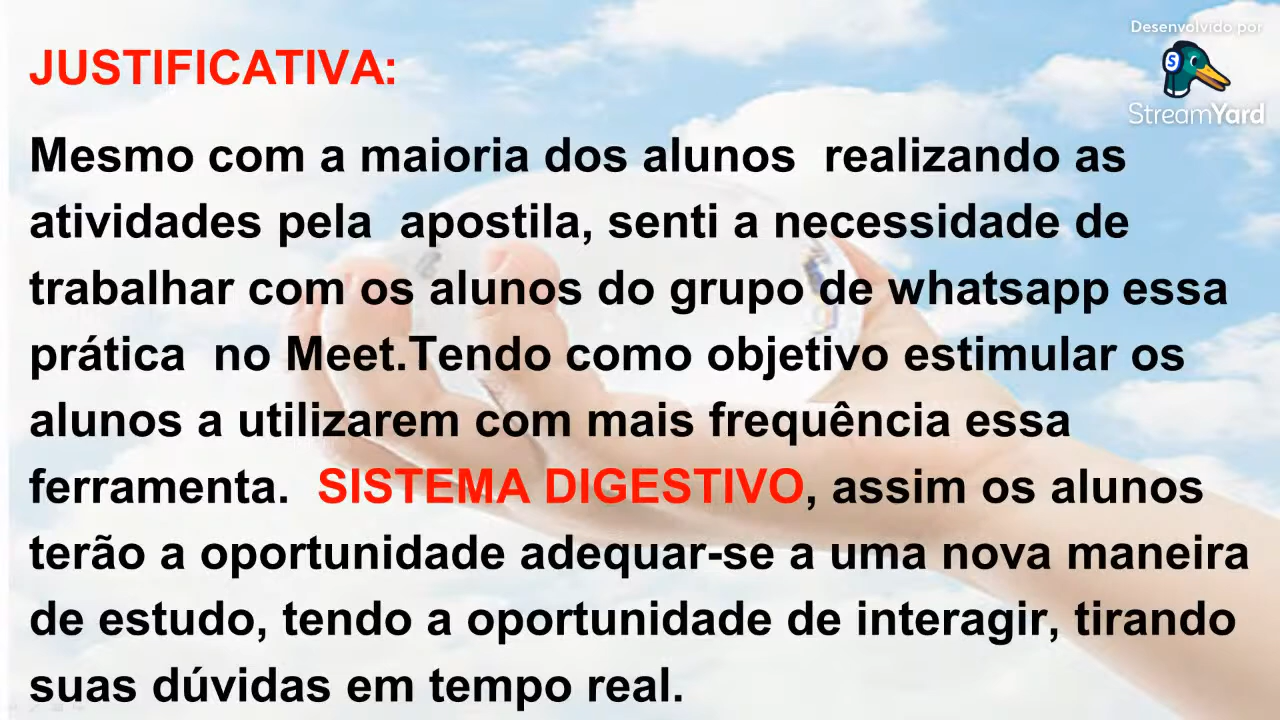 Desenvolvido por
StreamYard
JUSTIFICATIVA:
Mesmo com a maioria dos alunos  realizando as
atividades pela  apostila, senti a necessidade de
trabalhar com os alunos do grupo de whatsapp essa
prática  no Meet.Tendo como objetivo estimular os
alunos a utilizarem com mais frequência essa
ferramenta.  SISTEMA DIGESTIVO, assim os alunos
terão a oportunidade adequar-se a uma nova maneira
de estudo, tendo a oportunidade de interagir, tirando
suas dúvidas em tempo real.